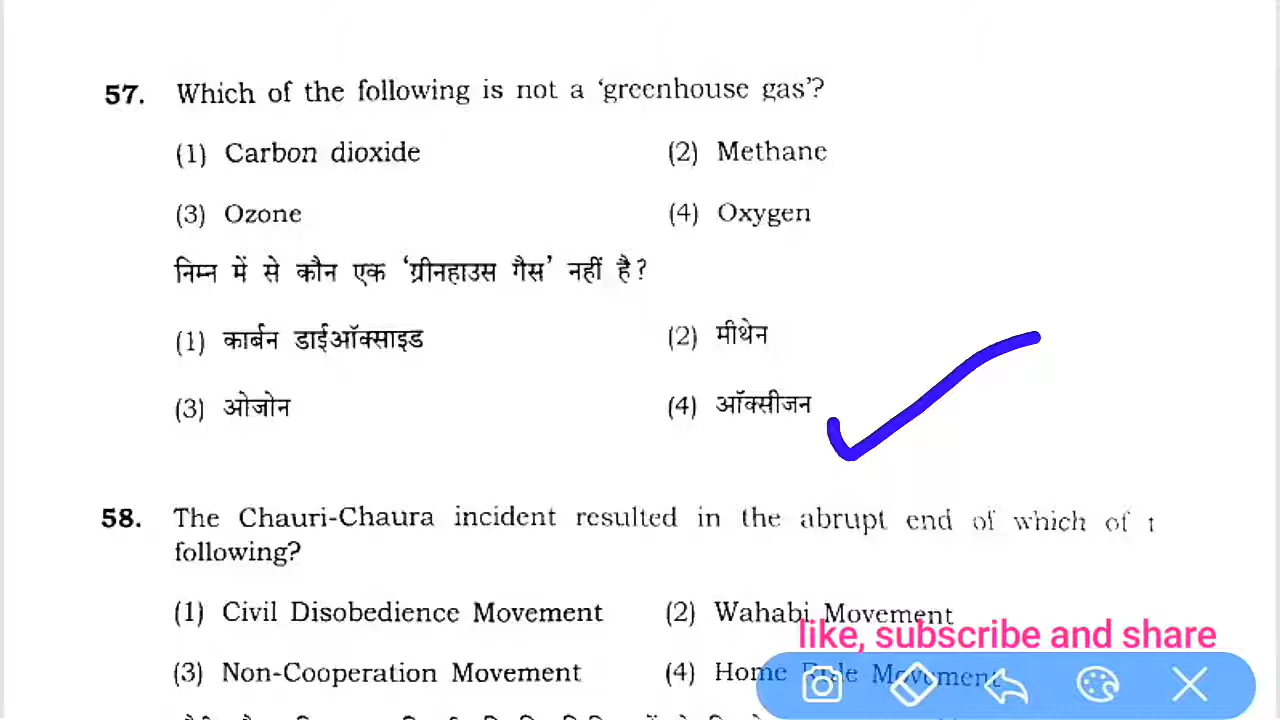 57. Which of the following is not a ‘greenhouse gas’?
(1) Carbon dioxide (2) Methane
(3) Ozone (4) Oxygen
निम्न में से कौन एक ‘ग्रीनहाउस गैस’ नहीं है?
(1) कार्बन डाईऑक्साइड (2) मीथेन
(3) ओजोन (4) ऑक्सीजन
58. The Chauri-Chaura incident resulted in the abrupt end of which of
following?
(1) Civil Disobedience Movement (2) Wahabi Movement
like, subscribe and share
(3) Non-Cooperation Movement (4) Home Rule Movement